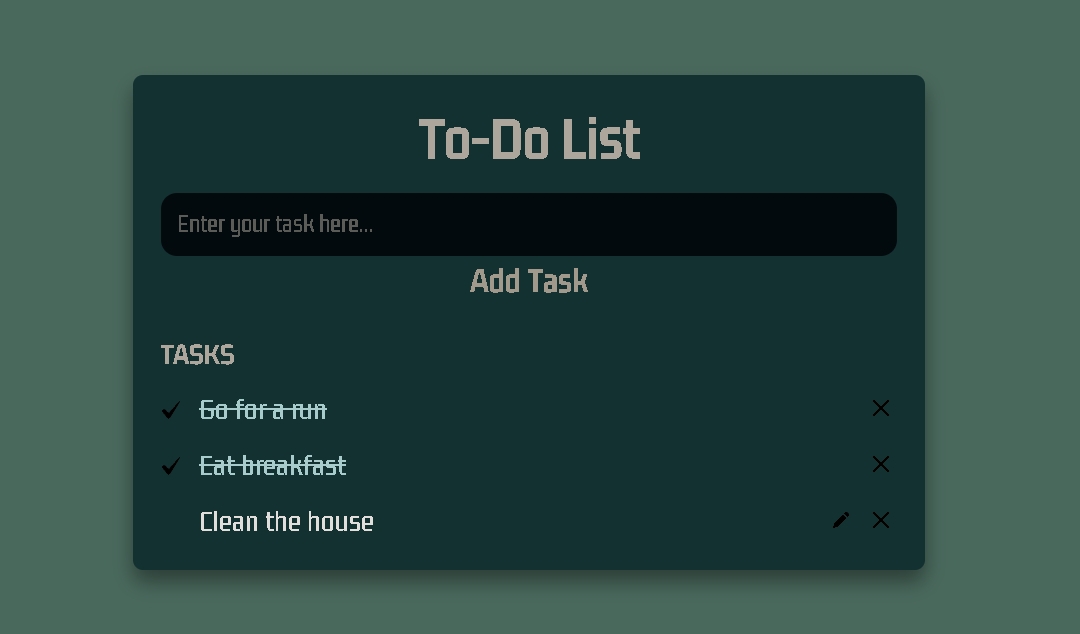 To-Do List
Enter your task here...
Add Task
TASKS
Go for a run
Eat breakfast
Clean the house